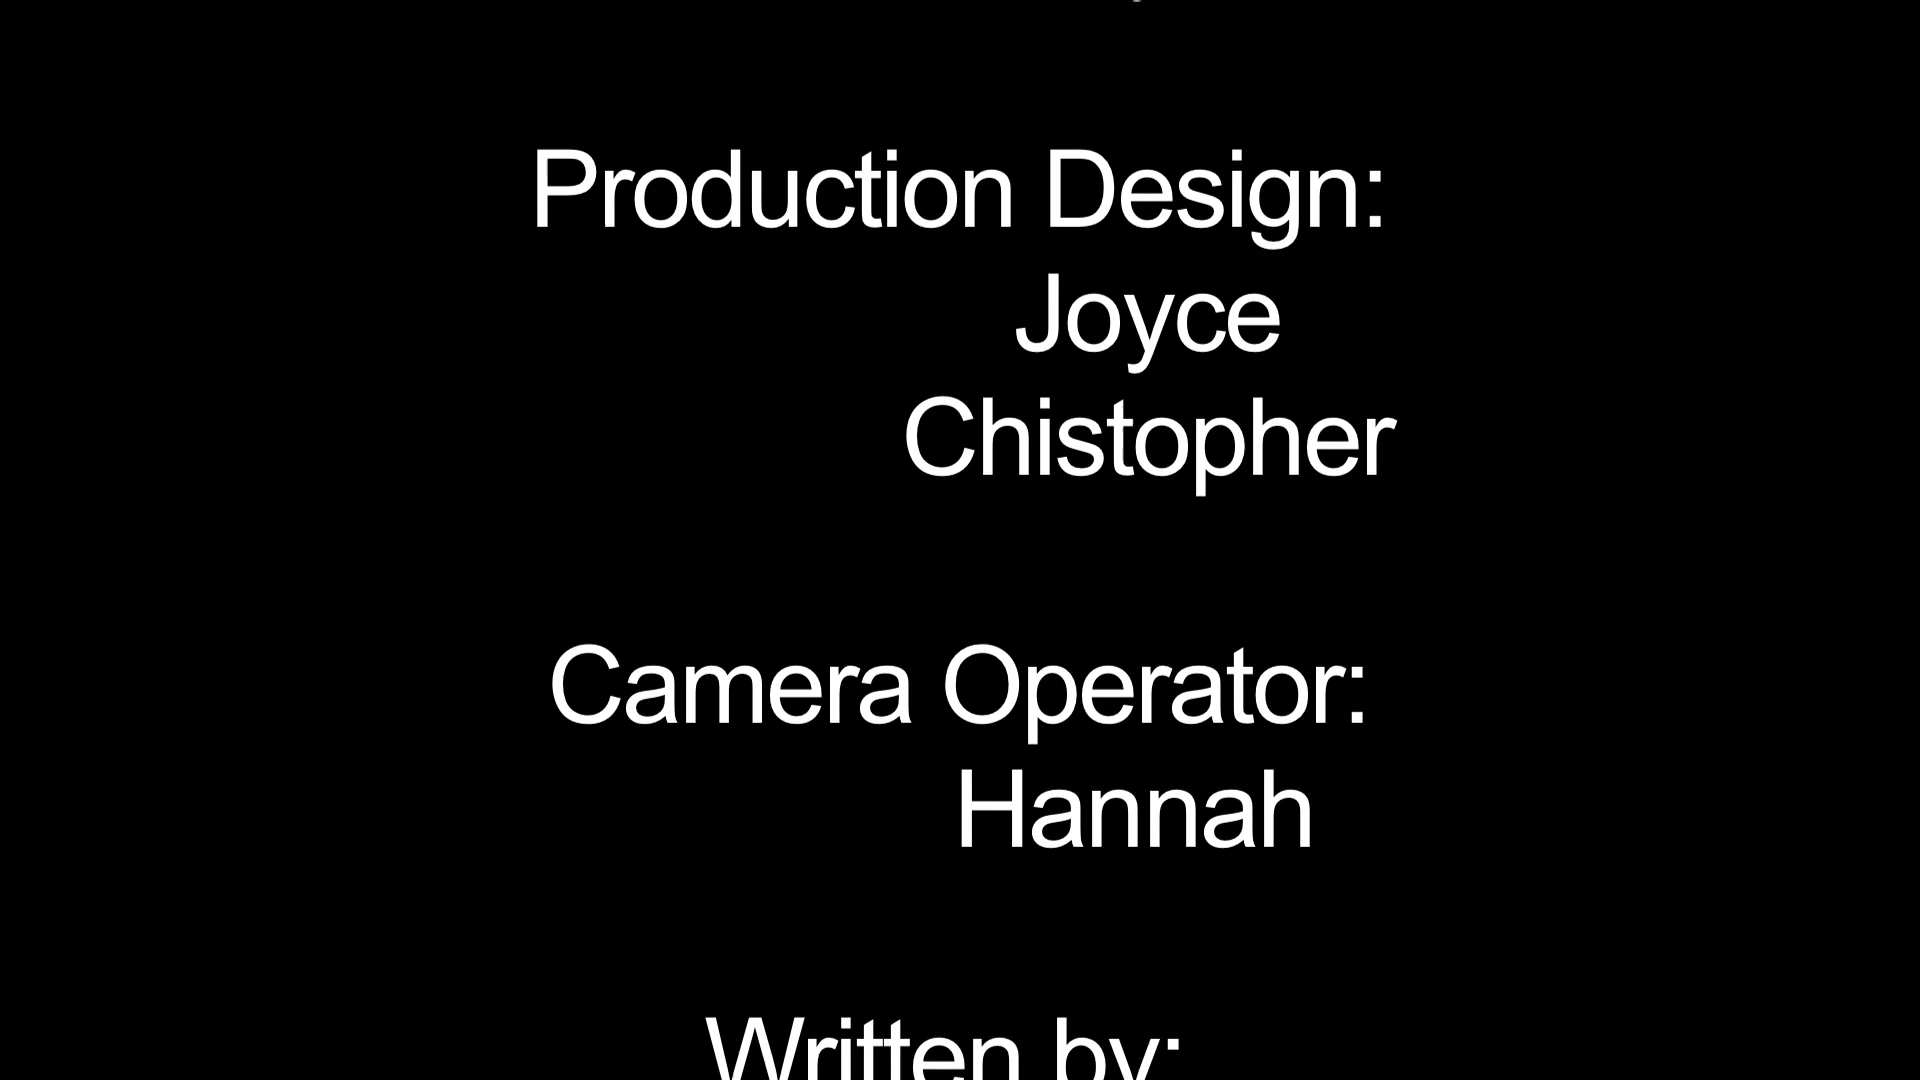 Production Design:
Joyce
Chistopher
Camera Operator:
Hannah
Written by: